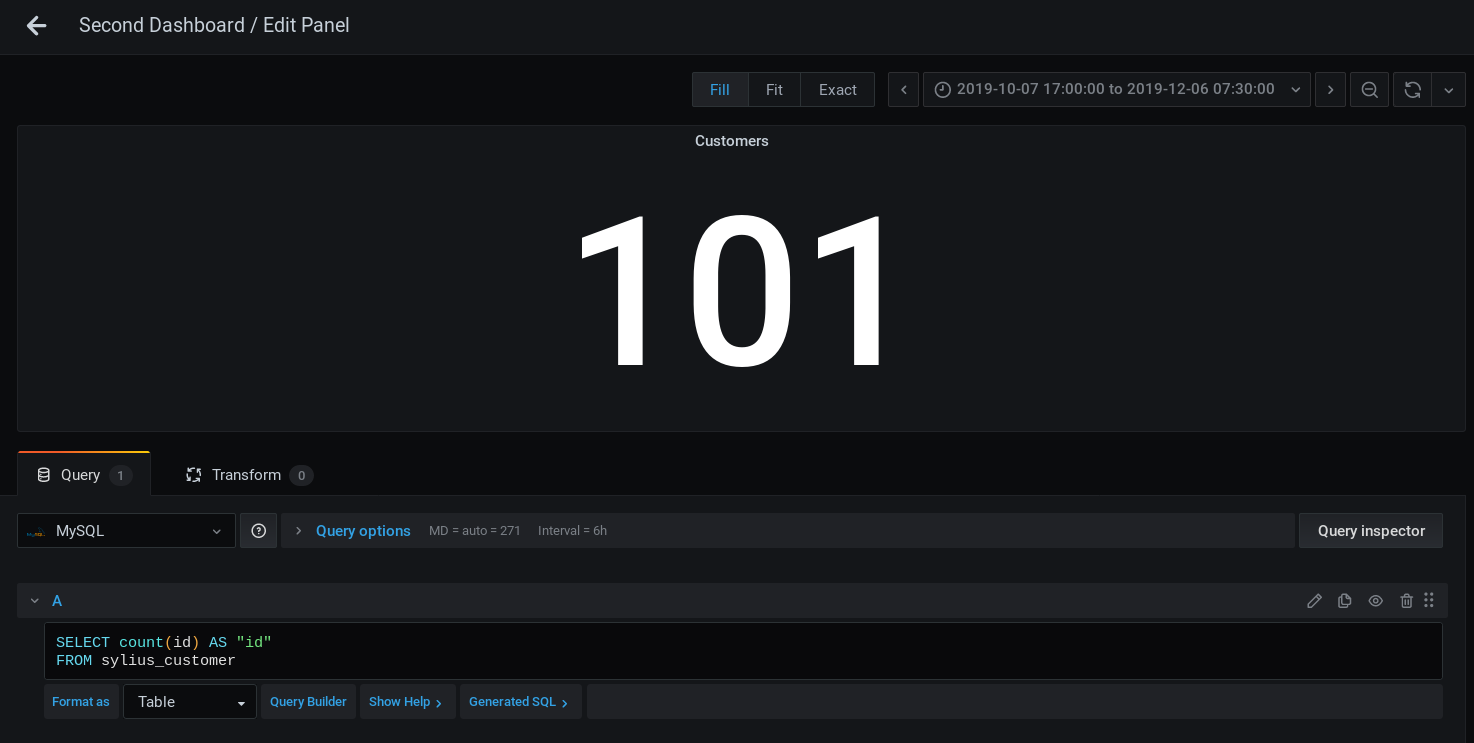 Second Dashboard / Edit Panel
Fill Fit Exact 2019-10-07 17:00:00 to 2019-12-06 07:30:00
Customers
101
Query 1 Transform 0
MySQL Query options MD = auto = 271 Interval = 6h Query inspector
A
SELECT count(id) AS "id"
FROM sylius_customer
Format as Table Query Builder Show Help Generated SQL